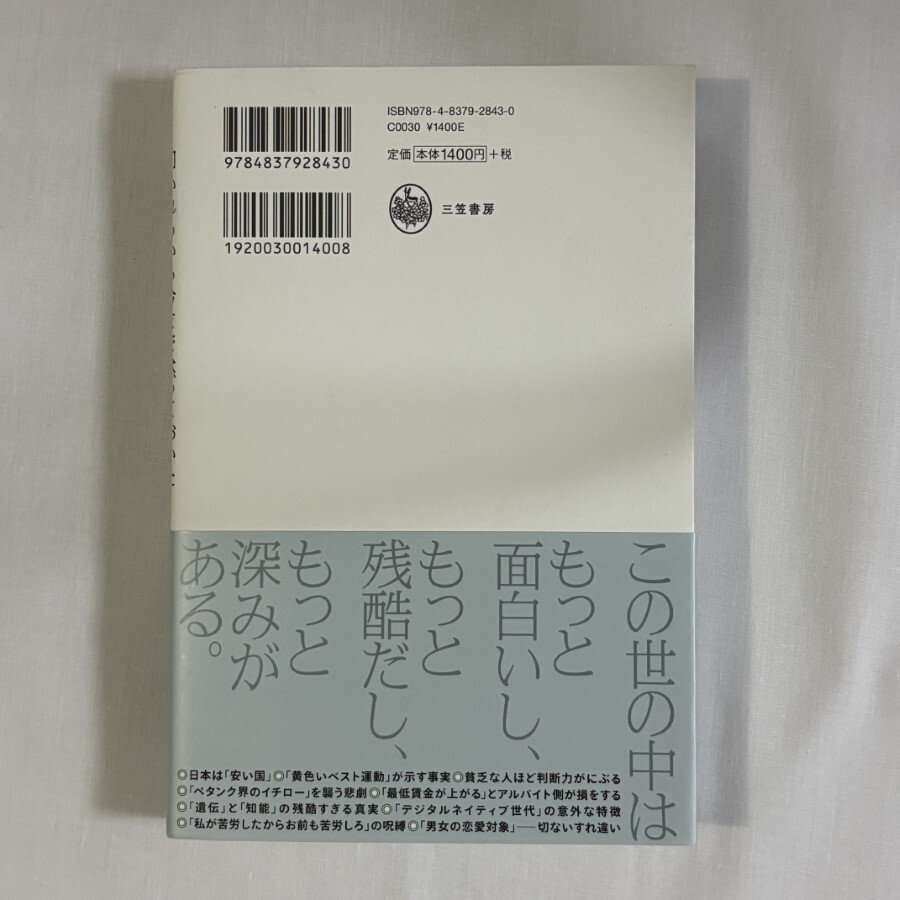 ISBN978-4-8379-2843-0
C0030 ¥1400E
定価 本体1400円 +税
9784837928430
三笠書房
1920030014008
この世の中は
もっと
面白いし、
もっと
残酷だし、
もっと
深みが
ある。
◎日本は「安い国」◎「黄色いベスト運動」が示す事実◎貧乏な人ほど判断力がにぶる
◎「ペタンク界のイチロー」を襲う悲劇◎「最低賃金が上がる」とアルバイト側が損をする
◎「遺伝」と「知能」の残酷すぎる真実◎「デジタルネイティブ世代」の意外な特徴
◎「私が苦労したからお前も苦労しろ」の呪縛◎「男女の恋愛対象」──切ないすれ違い